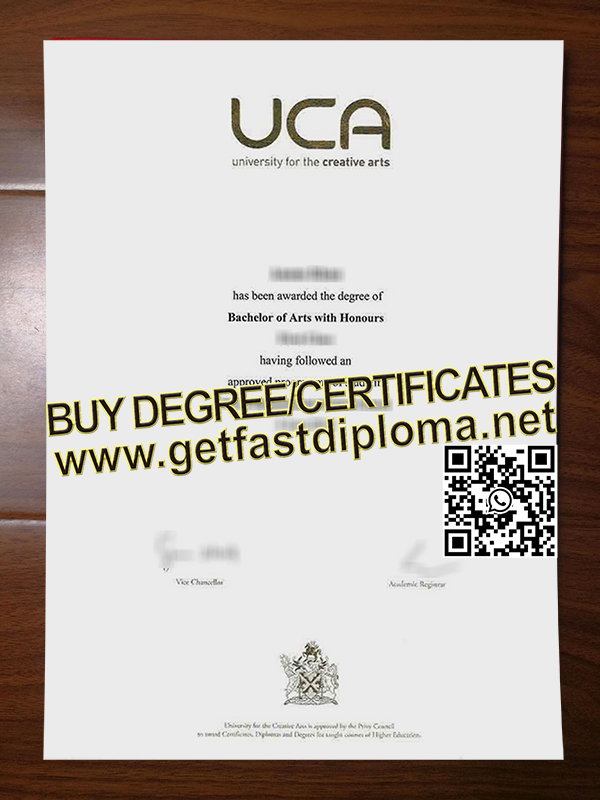 UCA
university for the creative arts
has been awarded the degree of
Bachelor of Arts with Honours
having followed an
approved
BUY DEGREE/CERTIFICATES
www.getfastdiploma.net
Vice Chancellor
Academic Registrar
University for the Creative Arts is approved by the Privy Council
to award Certificates, Diplomas and Degrees for taught courses of Higher Education.